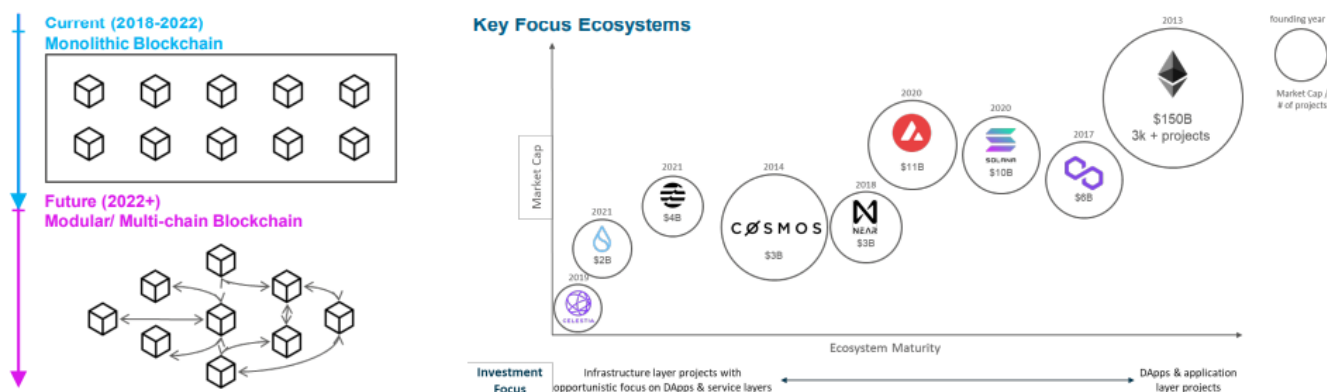 Current (2018-2022)
Monolithic Blockchain
Future (2022+)
Modular/ Multi-chain Blockchain
Key Focus Ecosystems
founding year
Market Cap /
# of projects
2013
$150B
3k + projects
2020
$11B
2020
SOLANA
$10B
2017
$6B
2021
$4B
2014
COSMOS
$3B
2018
NEAR
$3B
2021
$2B
2019
CELESTIA
Market Cap
Ecosystem Maturity
Investment
Focus
Infrastructure layer projects with
opportunistic focus on DApps & service layers
DApps & application
layer projects